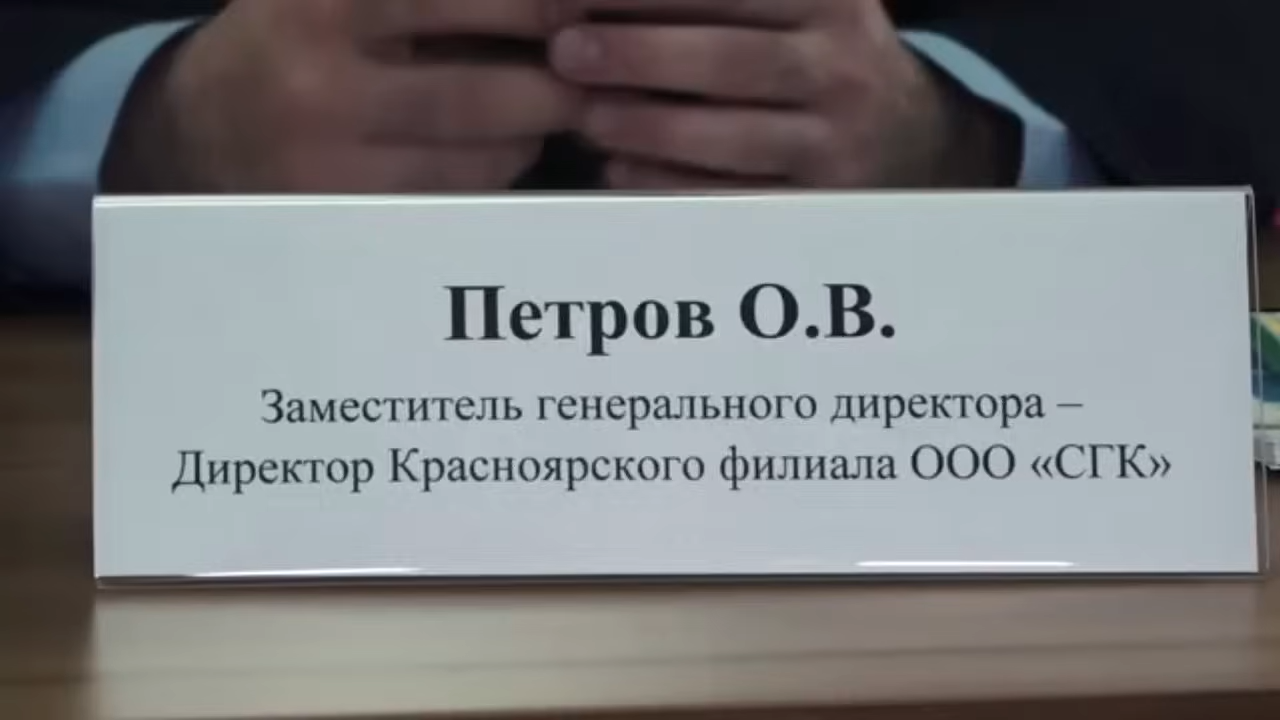 Петров О.В.
Заместитель генерального директора –
Директор Красноярского филиала ООО «СГК»